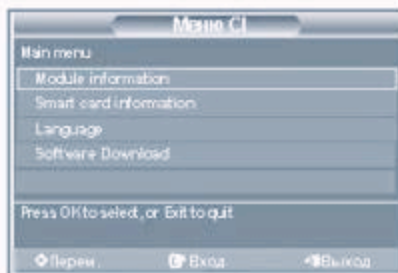 Меню CI
Main menu
Module information
Smart card information
Language
Software Download
Press OK to select, or Exit to quit
Перем. Вход Выход